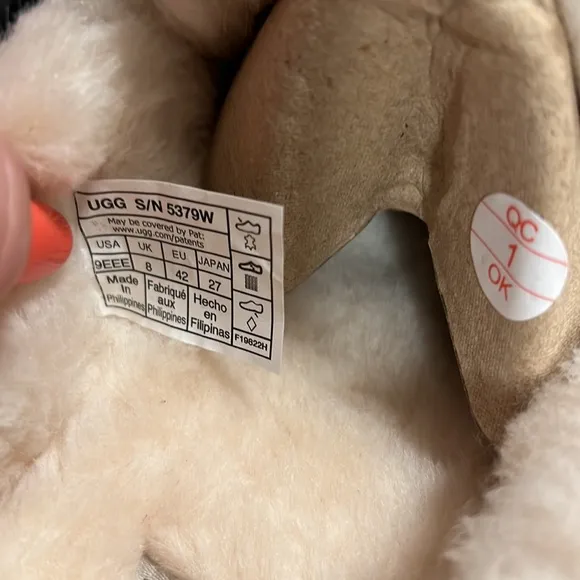 UGG S/N 5379W
May be covered by Pat:
www.ugg.com/patents
USA UK EU JAPAN
9EEE 8 42 27
Made in Philippines
Fabriqué aux Philippines
Hecho en Filipinas
F19822H
QC
1
OK